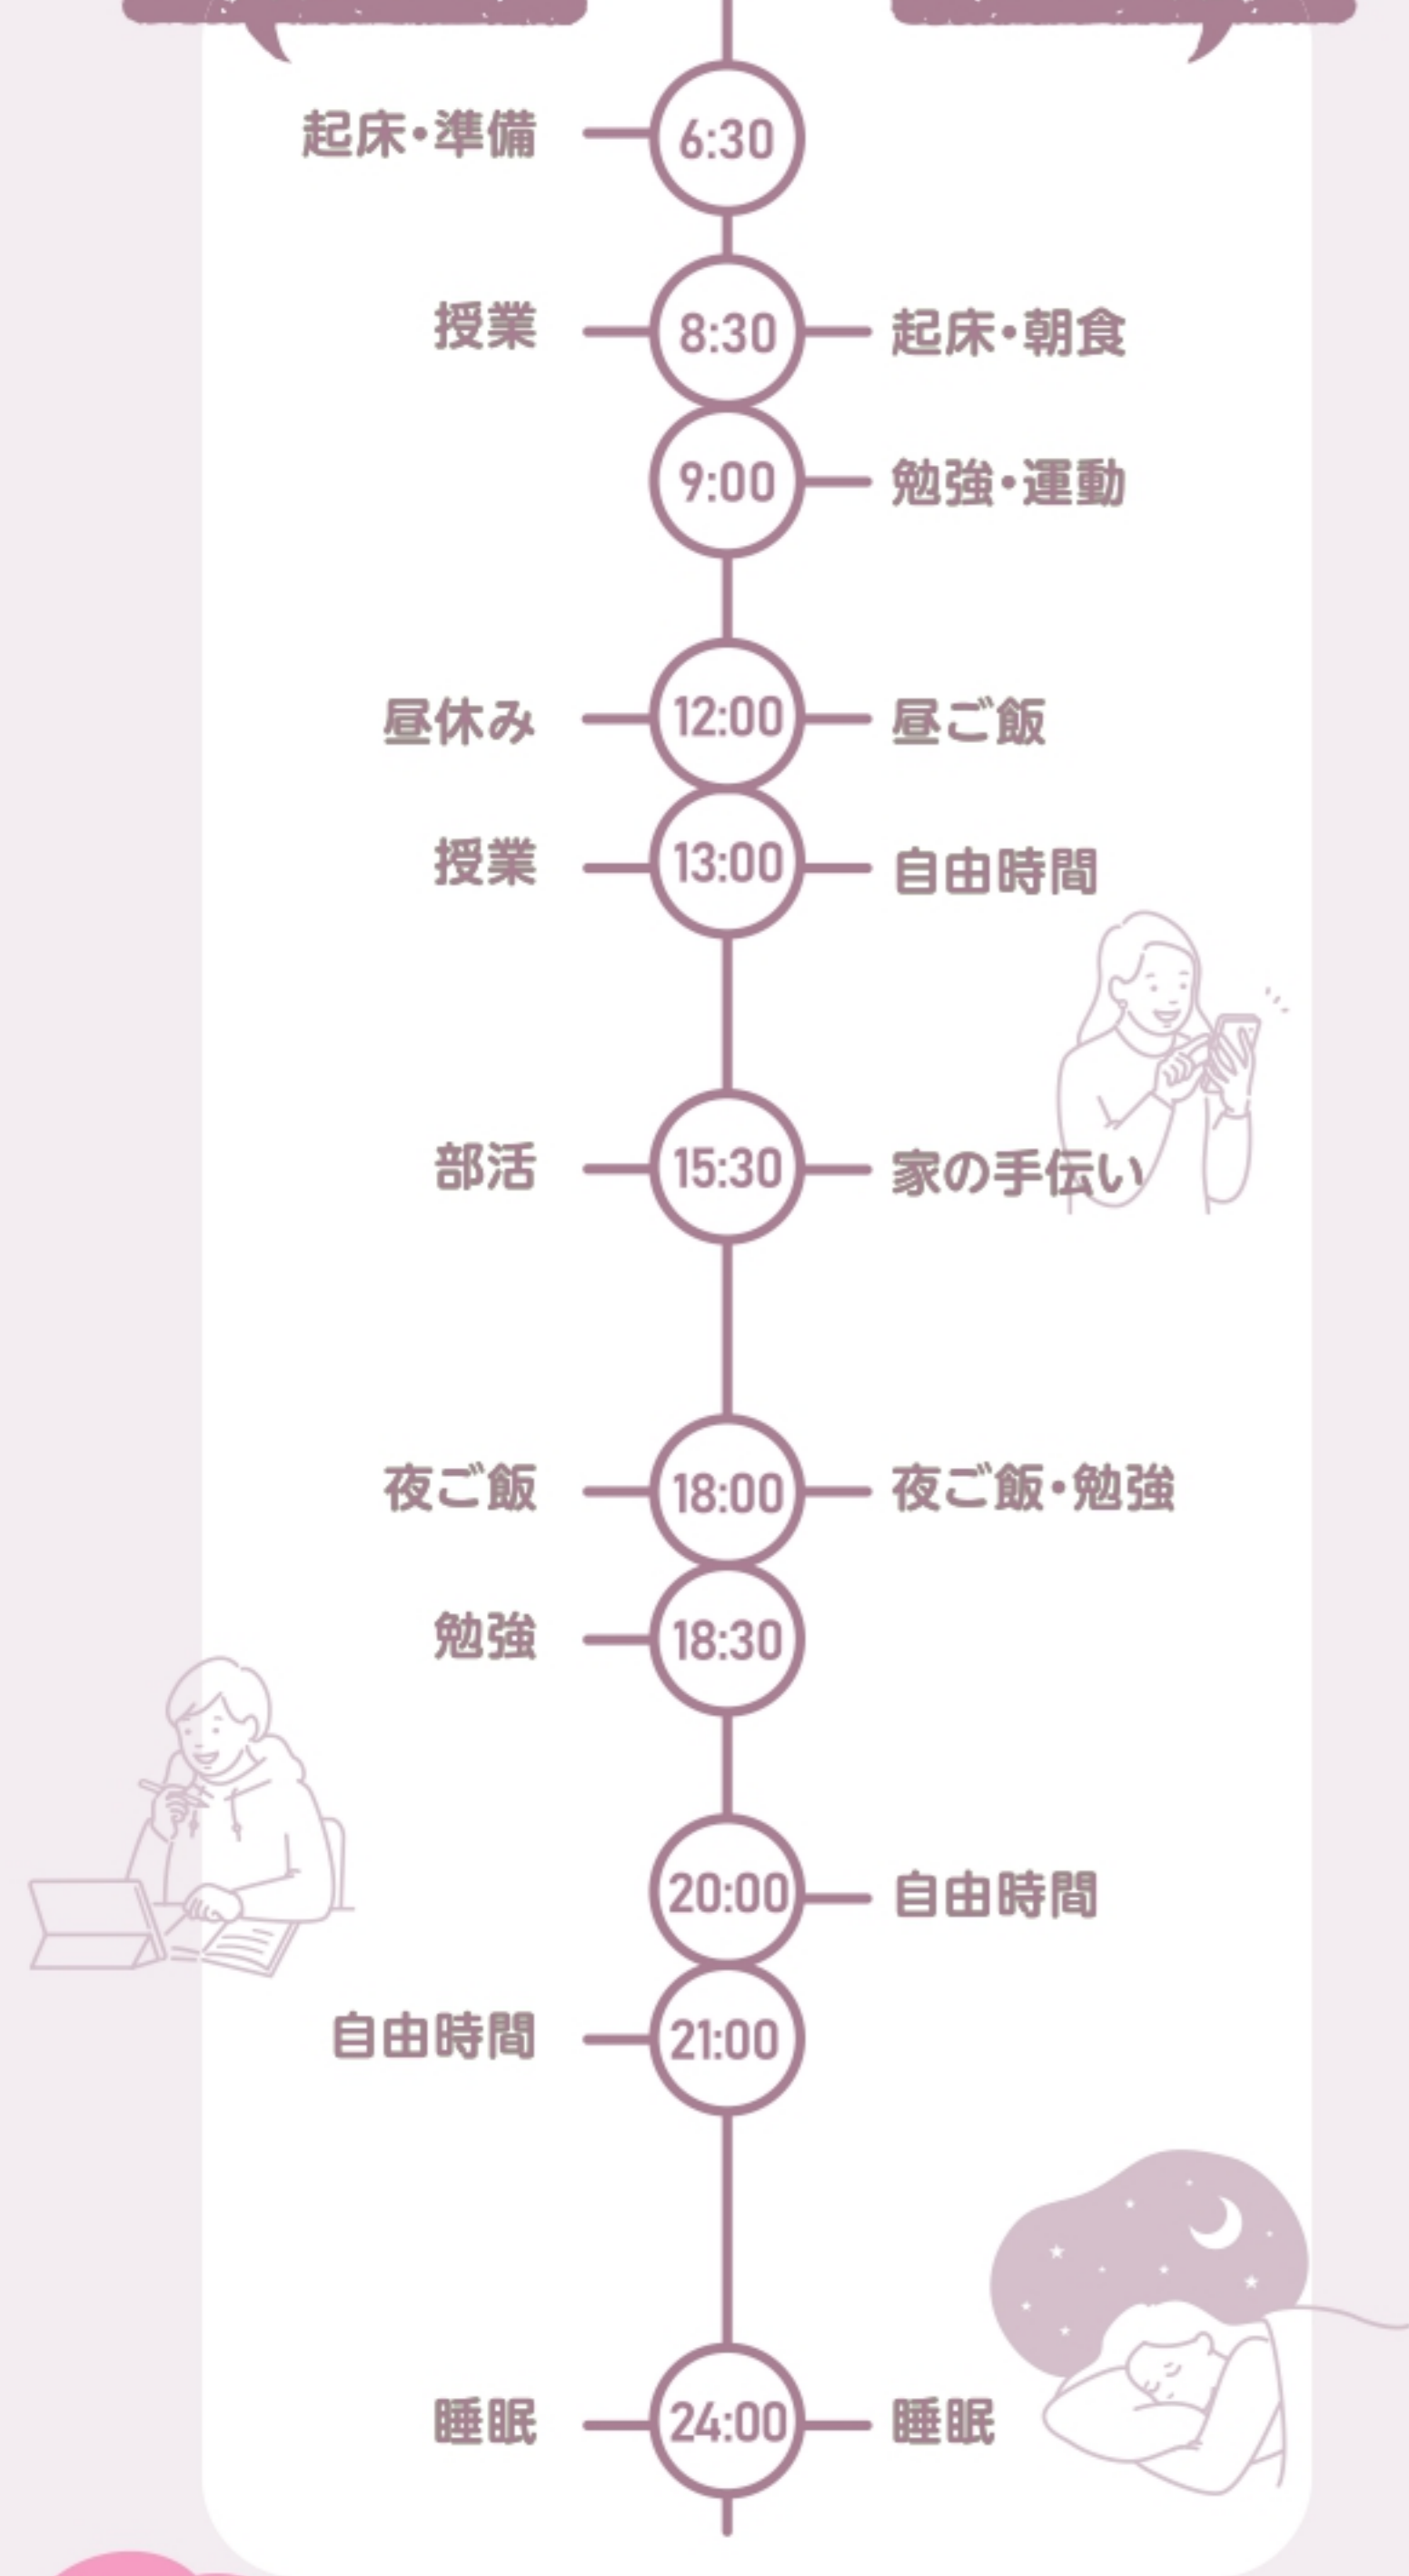 起床・準備 6:30
授業 8:30 起床・朝食
9:00 勉強・運動
昼休み 12:00 昼ご飯
授業 13:00 自由時間
部活 15:30 家の手伝い
夜ご飯 18:00 夜ご飯・勉強
勉強 18:30
20:00 自由時間
自由時間 21:00
睡眠 24:00 睡眠